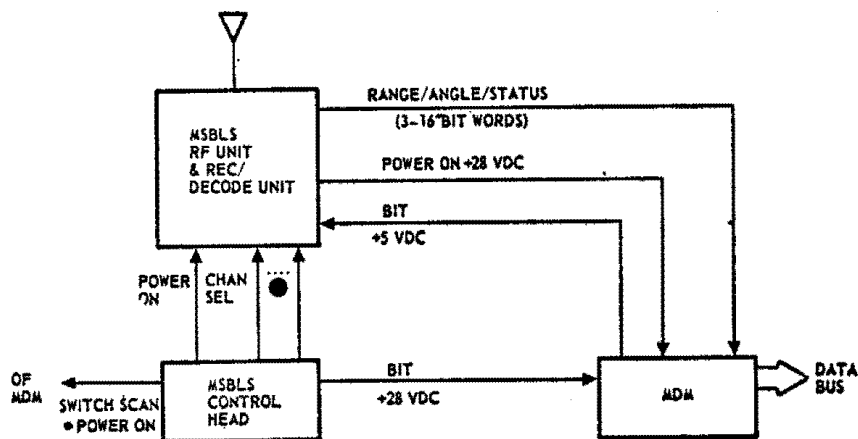 MSBLS
RF UNIT
& REC/
DECODE UNIT
RANGE/ANGLE/STATUS
(3-16 BIT WORDS)
POWER ON +28 VDC
BIT
+5 VDC
POWER
ON
CHAN
SEL
OF
MDM
SWITCH SCAN
• POWER ON
MSBLS
CONTROL
HEAD
BIT
+28 VDC
MDM
DATA
BUS